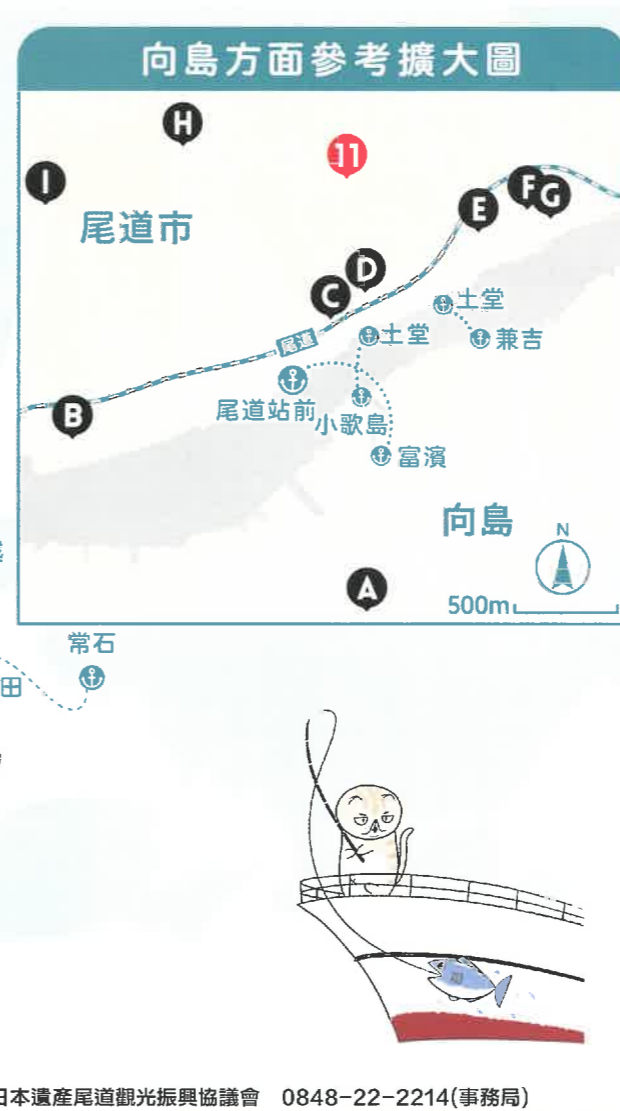 向島方面參考擴大圖
H
11
I
F
G
E
尾道市
D
C
土堂
土堂
兼吉
尾道
尾道站前
小歌島
B
富濱
向島
N
A
500m
常石
田
日本遺產尾道觀光振興協議會 0848-22-2214(事務局)